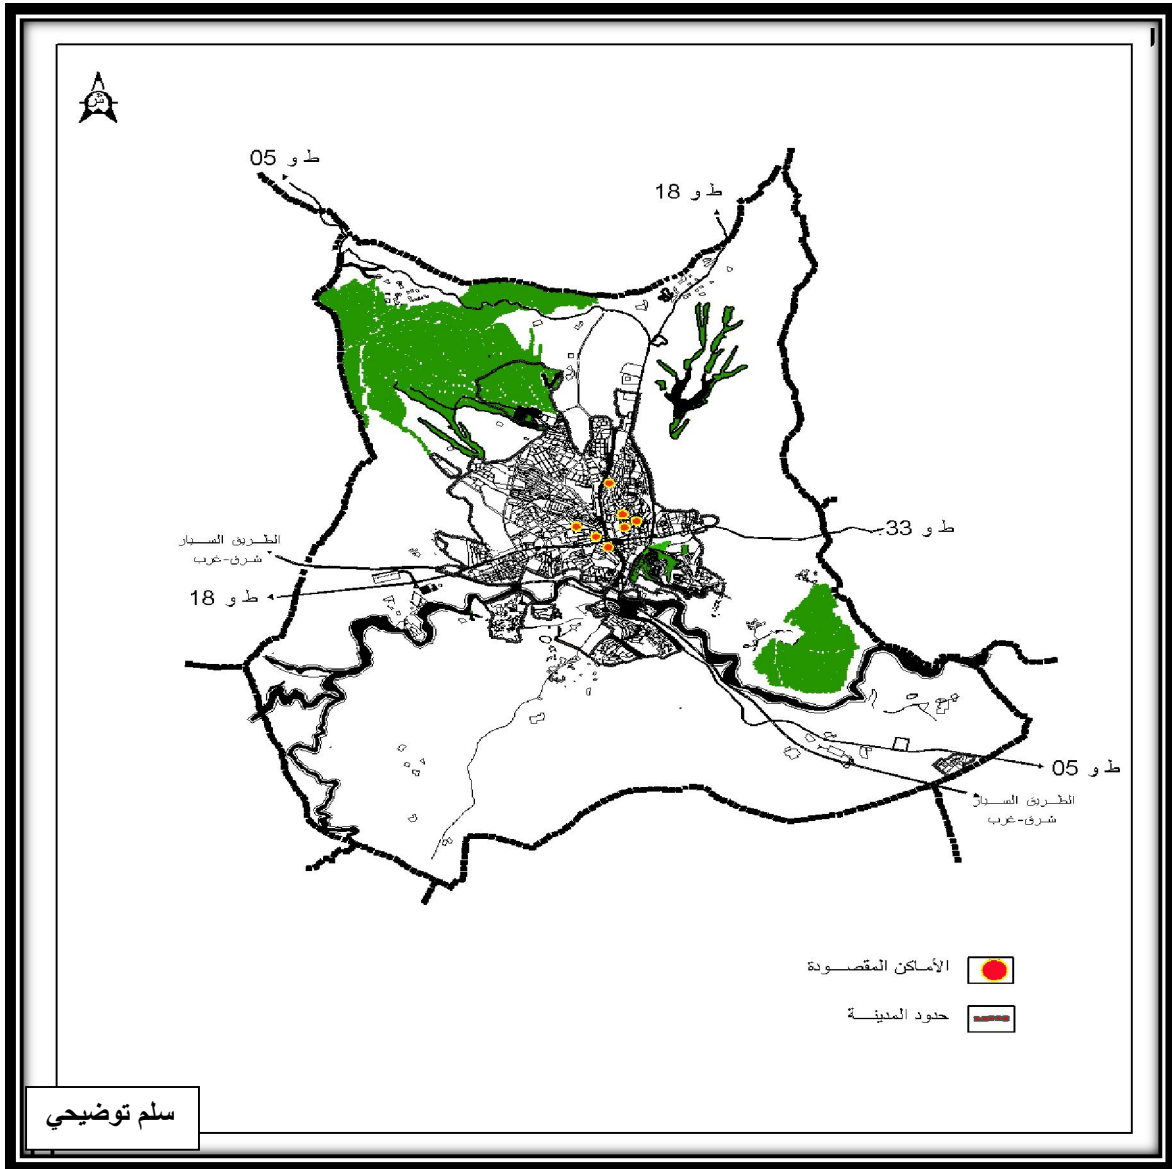 ش
ط و 05
ط و 18
ط و 33
الطريق السيار
شرق-غرب
ط و 18
ط و 05
الطريق السيار
شرق-غرب
الأماكن المقصودة
حدود المدينة
سلم توضيحي